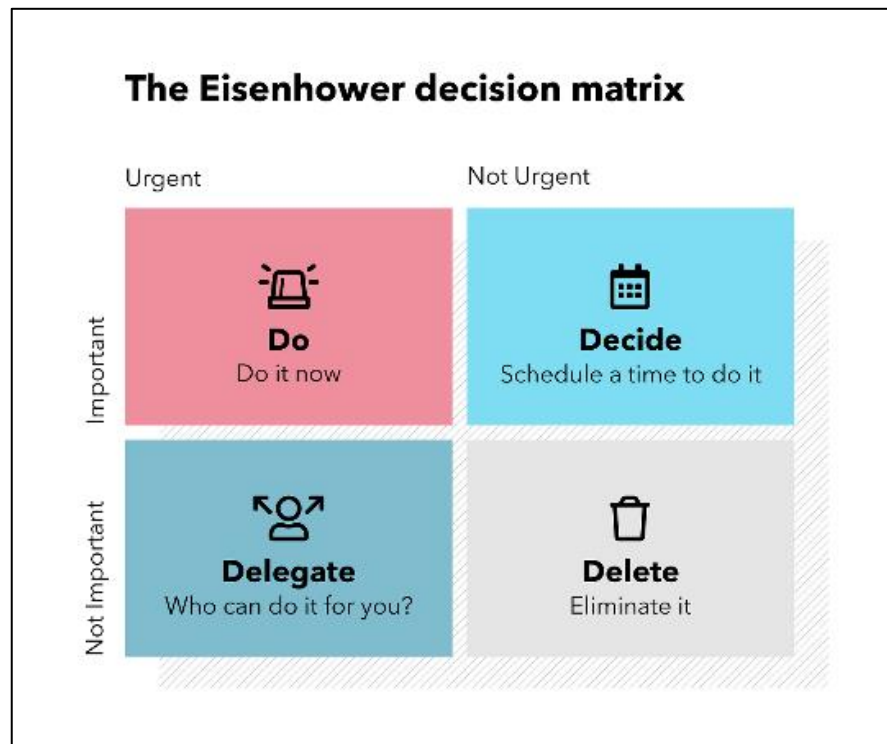 The Eisenhower decision matrix
Urgent
Not Urgent
Important
Do
Do it now
Decide
Schedule a time to do it
Not Important
Delegate
Who can do it for you?
Delete
Eliminate it